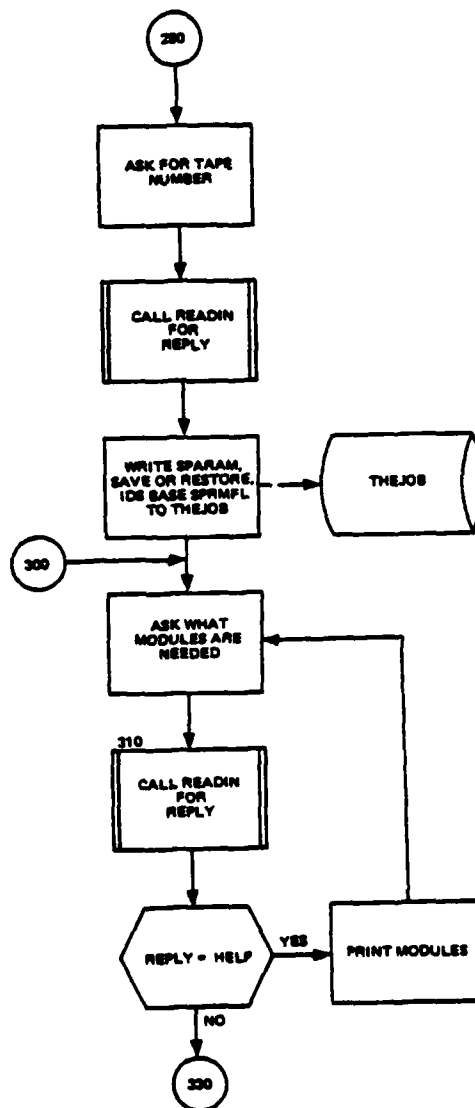 280
ASK FOR TAPE
NUMBER
CALL READIN
FOR
REPLY
WRITE SPARAM,
SAVE OR RESTORE,
IDS BASE SPRMFL
TO THEJOB
THEJOB
300
ASK WHAT
MODULES ARE
NEEDED
310
CALL READIN
FOR
REPLY
REPLY = HELP
YES
PRINT MODULES
NO
330